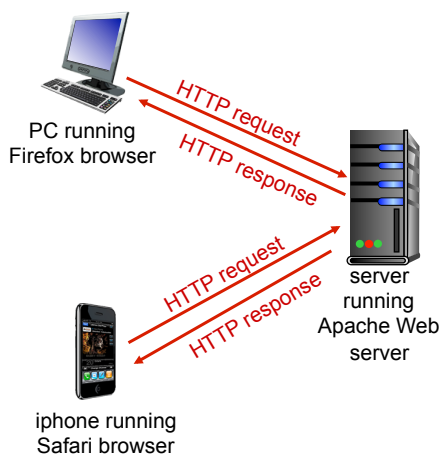 HTTP request
HTTP response
PC running
Firefox browser
HTTP request
HTTP response
server
running
Apache Web
server
iphone running
Safari browser